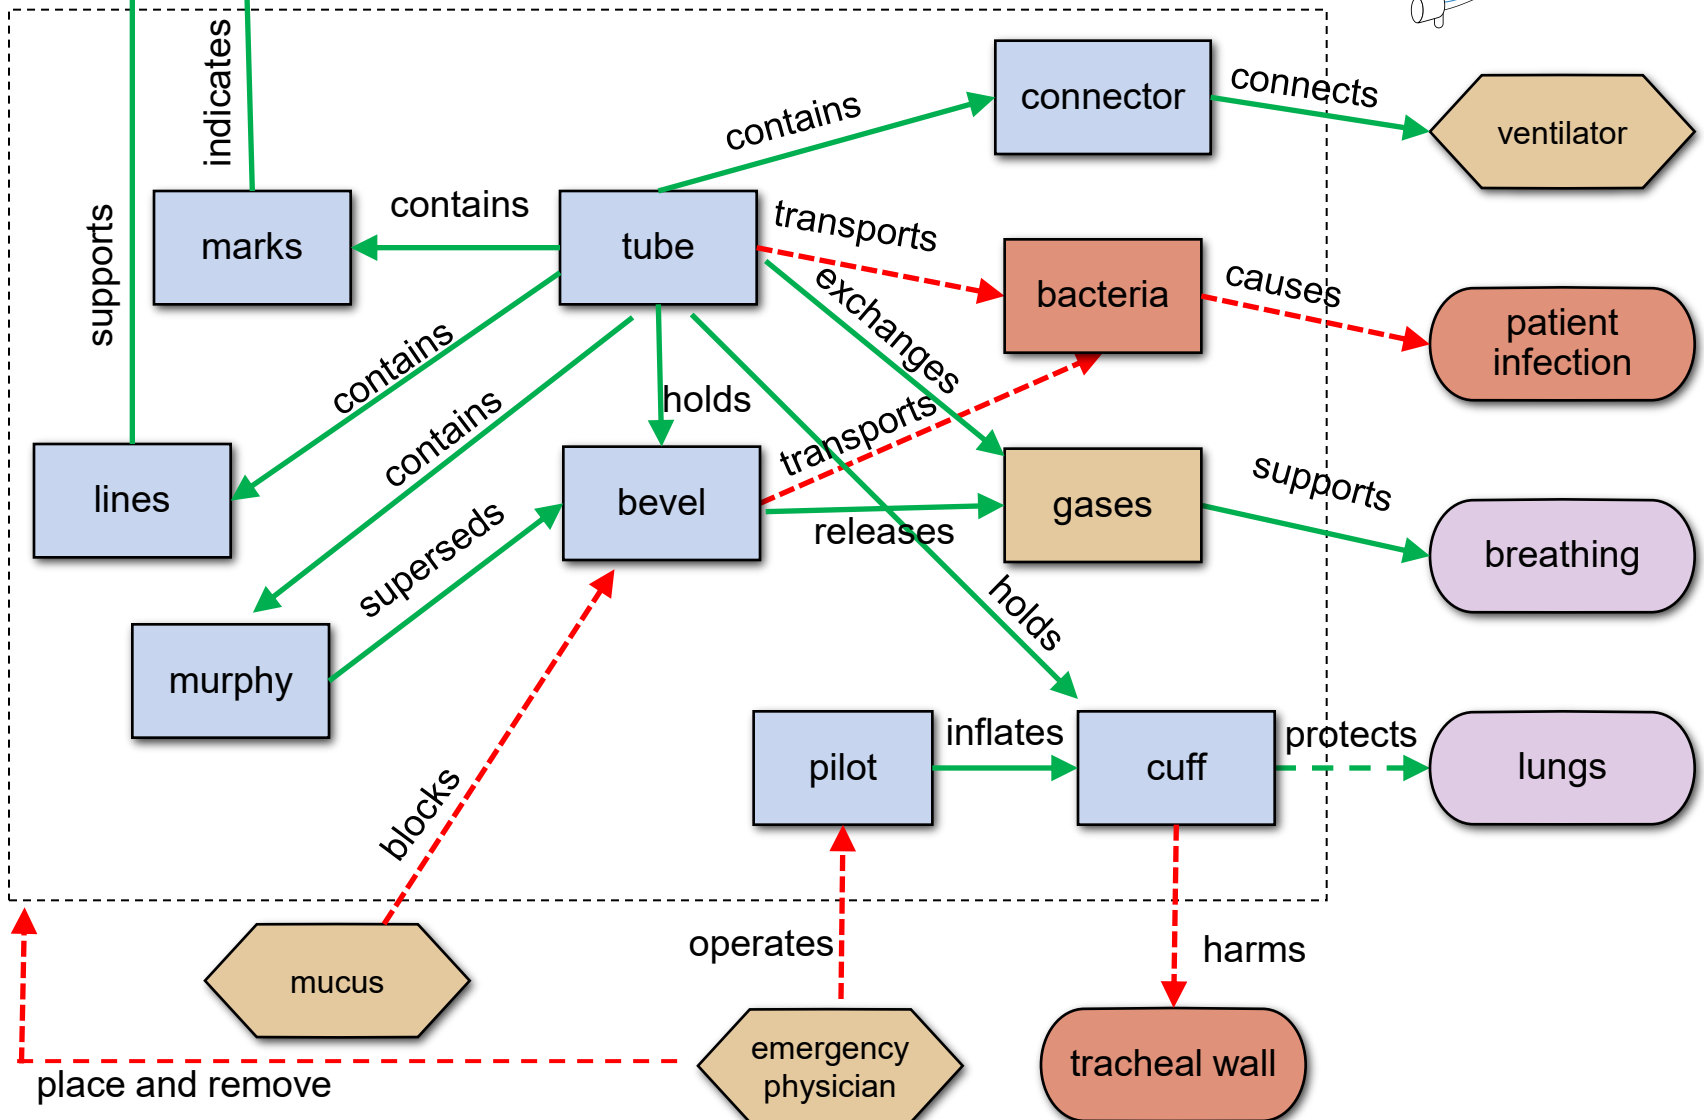 indicates
connector
connects
ventilator
contains
supports
marks
contains
tube
transports
bacteria
causes
patient
infection
exchanges
contains
contains
holds
transports
lines
bevel
releases
gases
supports
breathing
superseds
holds
murphy
pilot
inflates
cuff
protects
lungs
blocks
operates
harms
mucus
emergency
physician
tracheal wall
place and remove